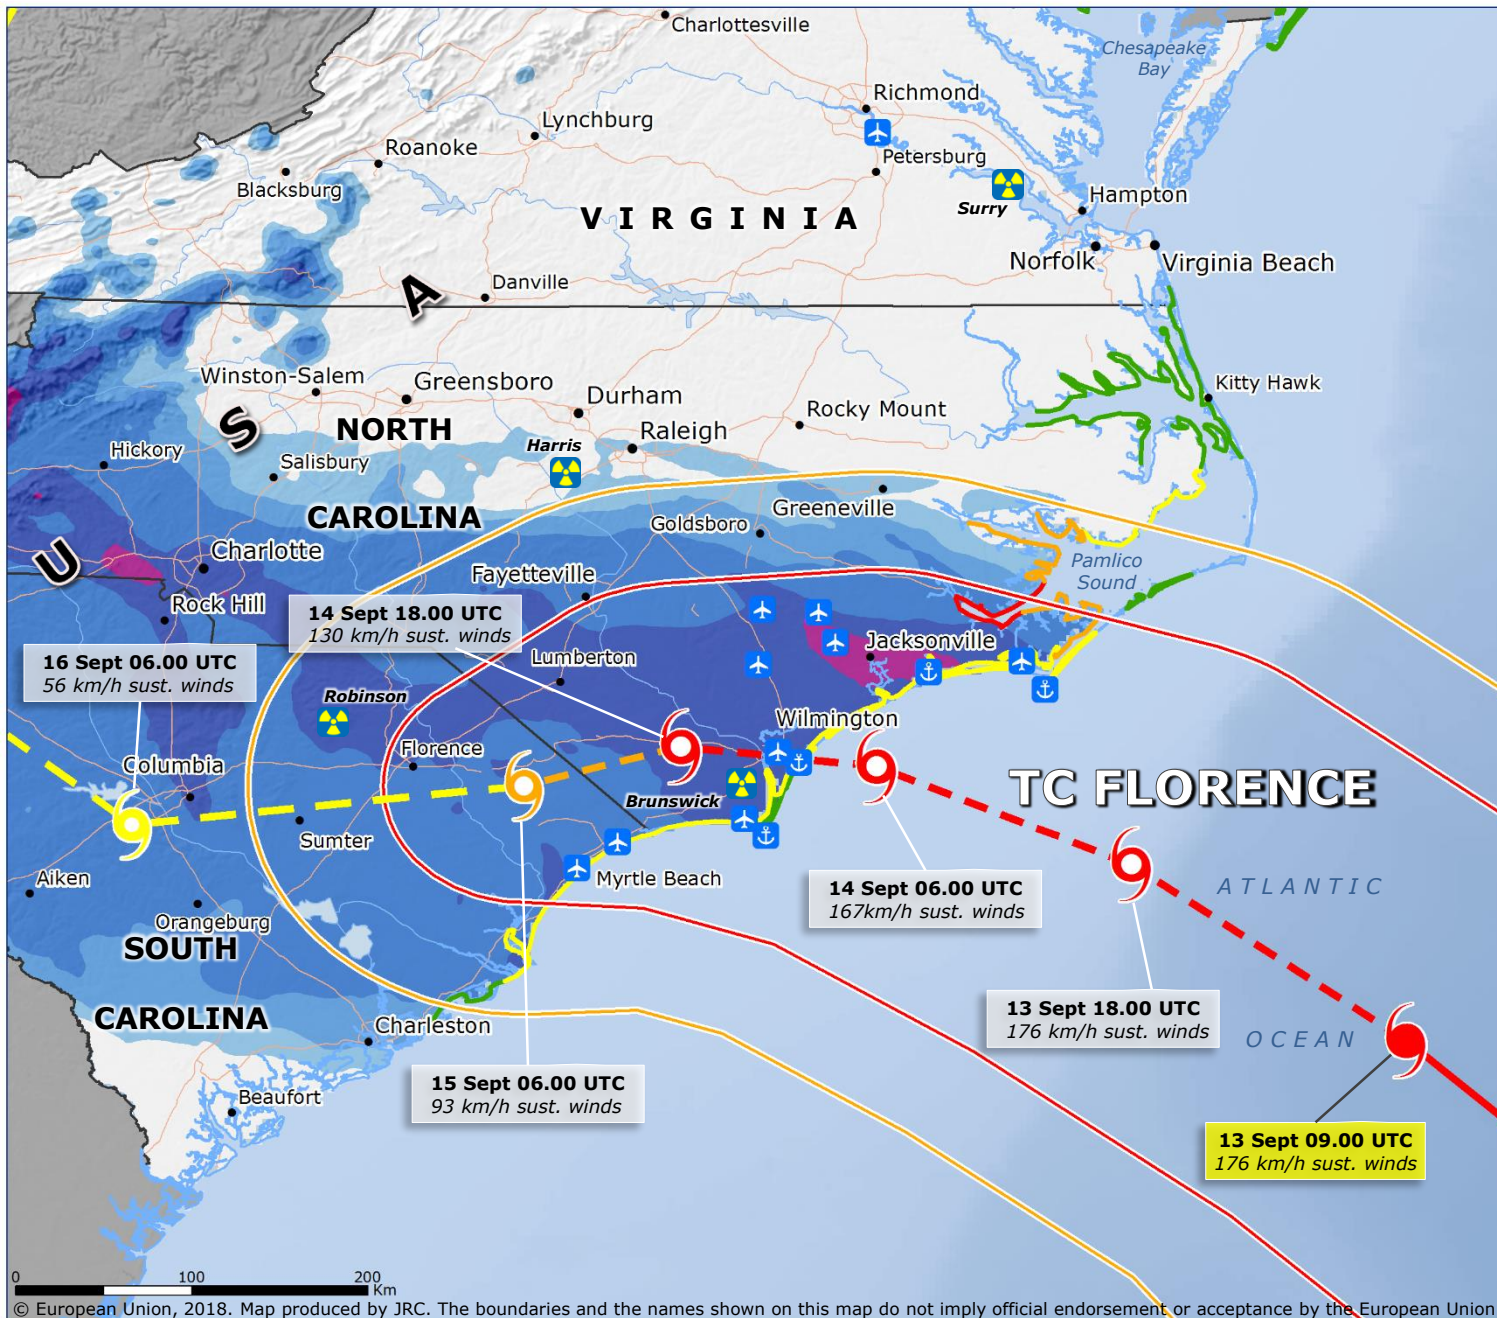 Charlottesville
Chesapeake
Bay
Richmond
Lynchburg
Roanoke
Petersburg
Blacksburg
Surry
Hampton
VIRGINIA
Norfolk
Virginia Beach
Danville
A
Winston-Salem
Greensboro
Kitty Hawk
Durham
Rocky Mount
S
NORTH
Raleigh
Hickory
Harris
Salisbury
CAROLINA
Greeneville
Goldsboro
Charlotte
U
Pamlico
Sound
Fayetteville
Rock Hill
14 Sept 18.00 UTC
130 km/h sust. winds
Jacksonville
16 Sept 06.00 UTC
56 km/h sust. winds
Lumberton
Robinson
Wilmington
Florence
Columbia
TC FLORENCE
Brunswick
Sumter
Myrtle Beach
Aiken
14 Sept 06.00 UTC
167km/h sust. winds
ATLANTIC
Orangeburg
SOUTH
13 Sept 18.00 UTC
176 km/h sust. winds
CAROLINA
Charleston
OCEAN
15 Sept 06.00 UTC
93 km/h sust. winds
Beaufort
13 Sept 09.00 UTC
176 km/h sust. winds
0 100 200
Km
© European Union, 2018. Map produced by JRC. The boundaries and the names shown on this map do not imply official endorsement or acceptance by the European Union